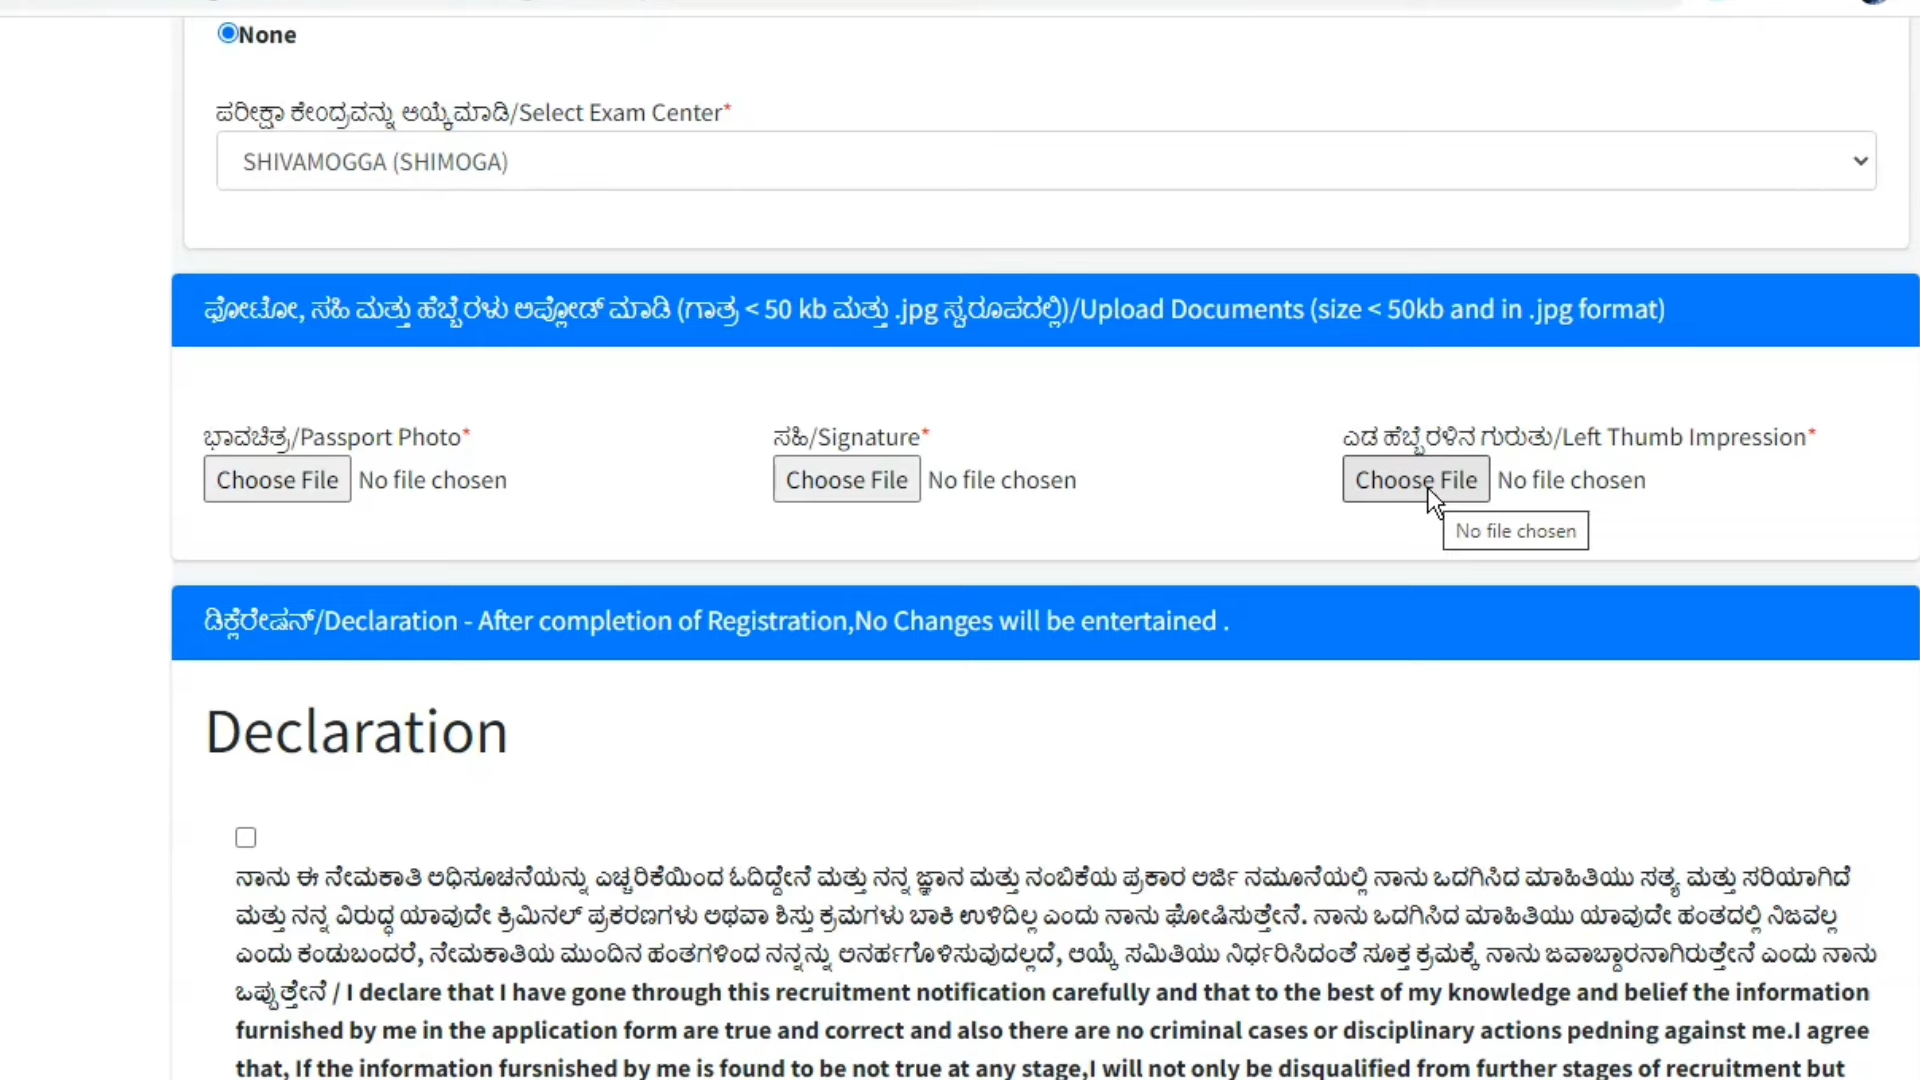 None
ಪರೀಕ್ಷಾ ಕೇಂದ್ರವನ್ನು ಆಯ್ಕೆಮಾಡಿ/Select Exam Center*
SHIVAMOGGA (SHIMOGA)
ಫೋಟೋ, ಸಹಿ ಮತ್ತು ಹೆಬ್ಬೆರಳು ಅಪ್ಲೋಡ್ ಮಾಡಿ (ಗಾತ್ರ < 50 kb ಮತ್ತು .jpg ಸ್ವರೂಪದಲ್ಲಿ)/Upload Documents (size < 50kb and in .jpg format)
ಭಾವಚಿತ್ರ/Passport Photo* ಸಹಿ/Signature* ಎಡ ಹೆಬ್ಬೆರಳಿನ ಗುರುತು/Left Thumb Impression*
Choose File No file chosen Choose File No file chosen Choose File No file chosen
No file chosen
ಡಿಕ್ಲೆರೇಷನ್/Declaration - After completion of Registration,No Changes will be entertained .
Declaration
ನಾನು ಈ ನೇಮಕಾತಿ ಅಧಿಸೂಚನೆಯನ್ನು ಎಚ್ಚರಿಕೆಯಿಂದ ಓದಿದ್ದೇನೆ ಮತ್ತು ನನ್ನ ಜ್ಞಾನ ಮತ್ತು ನಂಬಿಕೆಯ ಪ್ರಕಾರ ಅರ್ಜಿ ನಮೂನೆಯಲ್ಲಿ ನಾನು ಒದಗಿಸಿದ ಮಾಹಿತಿಯು ಸತ್ಯ ಮತ್ತು ಸರಿಯಾಗಿದೆ
ಮತ್ತು ನನ್ನ ವಿರುದ್ಧ ಯಾವುದೇ ಕ್ರಿಮಿನಲ್ ಪ್ರಕರಣಗಳು ಅಥವಾ ಶಿಸ್ತು ಕ್ರಮಗಳು ಬಾಕಿ ಉಳಿದಿಲ್ಲ ಎಂದು ನಾನು ಘೋಷಿಸುತ್ತೇನೆ. ನಾನು ಒದಗಿಸಿದ ಮಾಹಿತಿಯು ಯಾವುದೇ ಹಂತದಲ್ಲಿ ನಿಜವಲ್ಲ
ಎಂದು ಕಂಡುಬಂದರೆ, ನೇಮಕಾತಿಯ ಮುಂದಿನ ಹಂತಗಳಿಂದ ನನ್ನನ್ನು ಅನರ್ಹಗೊಳಿಸುವುದಲ್ಲದೆ, ಆಯ್ಕೆ ಸಮಿತಿಯು ನಿರ್ಧರಿಸಿದಂತೆ ಸೂಕ್ತ ಕ್ರಮಕ್ಕೆ ನಾನು ಜವಾಬ್ದಾರನಾಗಿರುತ್ತೇನೆ ಎಂದು ನಾನು
ಒಪ್ಪುತ್ತೇನೆ / I declare that I have gone through this recruitment notification carefully and that to the best of my knowledge and belief the information
furnished by me in the application form are true and correct and also there are no criminal cases or disciplinary actions pedning against me.I agree
that, If the information fursnished by me is found to be not true at any stage,I will not only be disqualified from further stages of recruitment but